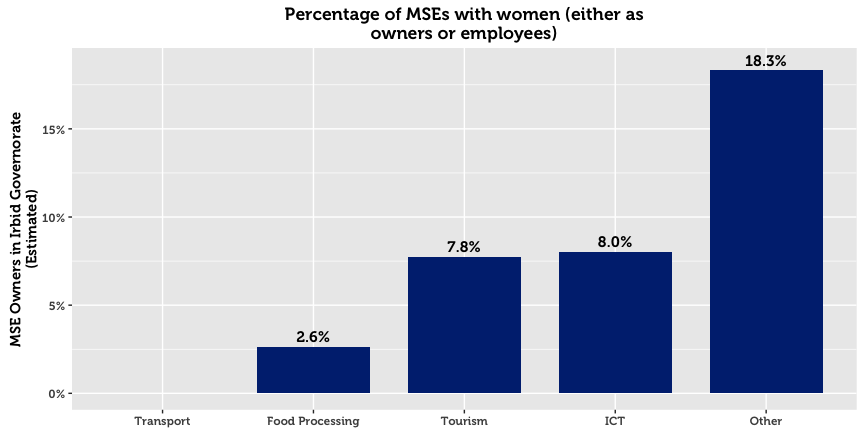 Percentage of MSEs with women (either as
owners or employees)
MSE Owners in Irbid Governorate
(Estimated)
15%
10%
5%
0%
2.6%
7.8%
8.0%
18.3%
Transport
Food Processing
Tourism
ICT
Other